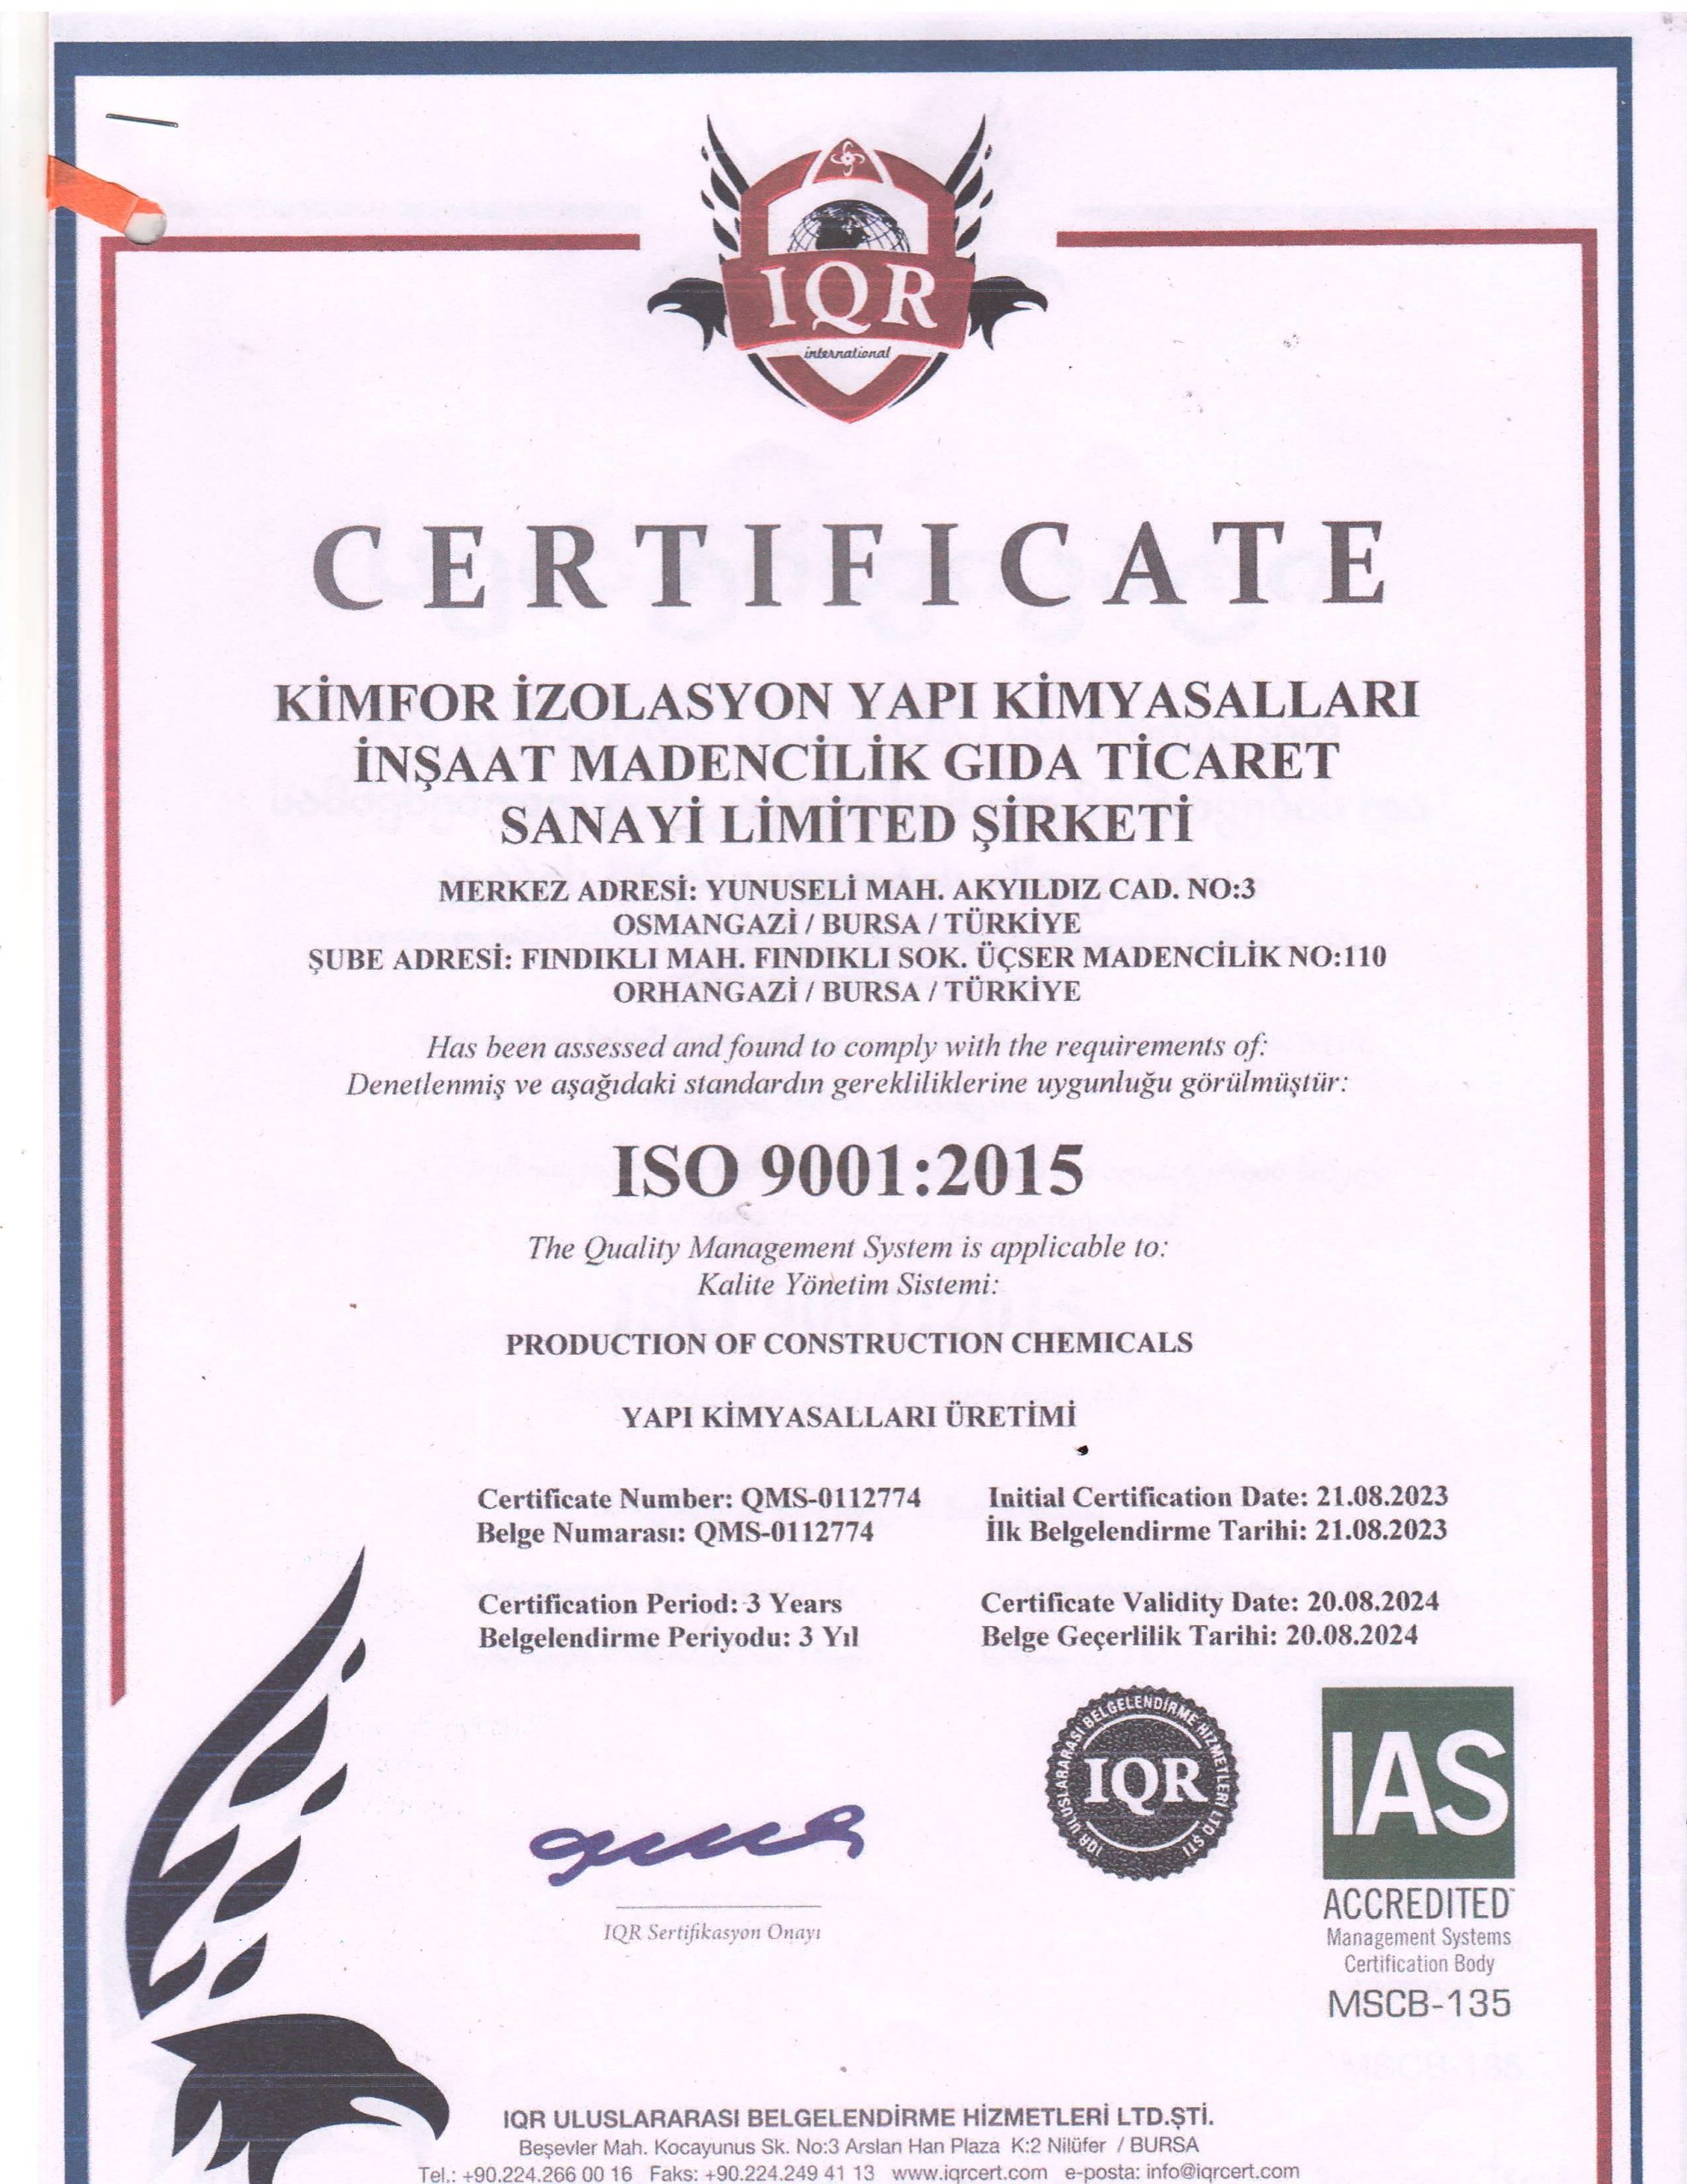 IQR
international
CERTIFICATE
KİMFOR İZOLASYON YAPI KİMYASALLARI
İNŞAAT MADENCİLİK GIDA TİCARET
SANAYİ LİMİTED ŞİRKETİ
MERKEZ ADRESİ: YUNUSELİ MAH. AKYILDIZ CAD. NO:3
OSMANGAZİ / BURSA / TÜRKİYE
ŞUBE ADRESİ: FINDIKLI MAH. FINDIKLI SOK. ÜÇSER MADENCİLİK NO:110
ORHANGAZİ / BURSA / TÜRKİYE
Has been assessed and found to comply with the requirements of:
Denetlenmiş ve aşağıdaki standardın gerekliliklerine uygunluğu görülmüştür:
ISO 9001:2015
The Quality Management System is applicable to:
Kalite Yönetim Sistemi:
PRODUCTION OF CONSTRUCTION CHEMICALS
YAPI KİMYASALLARI ÜRETİMİ
Certificate Number: QMS-0112774
Belge Numarası: QMS-0112774
Initial Certification Date: 21.08.2023
İlk Belgelendirme Tarihi: 21.08.2023
Certification Period: 3 Years
Belgelendirme Periyodu: 3 Yıl
Certificate Validity Date: 20.08.2024
Belge Geçerlilik Tarihi: 20.08.2024
IQR Sertifikasyon Onayı
IQR ULUSLARARASI BELGELENDİRME HİZMETLERİ LTD ŞTİ
IQR
IAS
ACCREDITED
Management Systems
Certification Body
MSCB-135
IQR ULUSLARARASI BELGELENDİRME HİZMETLERİ LTD.ŞTİ.
Beşevler Mah. Kocayunus Sk. No:3 Arslan Han Plaza K:2 Nilüfer / BURSA
Tel.: +90.224.266 00 16 Faks: +90.224.249 41 13 www.iqrcert.com e-posta: info@iqrcert.com